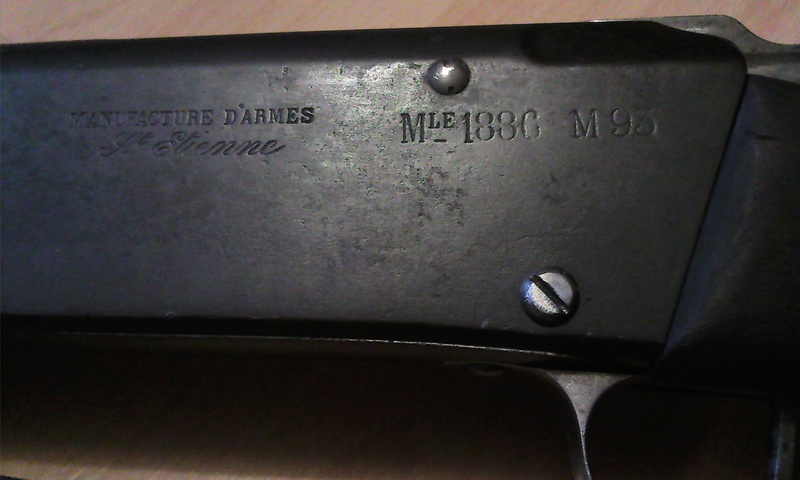 MANUFACTURE D'ARMES
St Etienne
MLE 1886 M 93